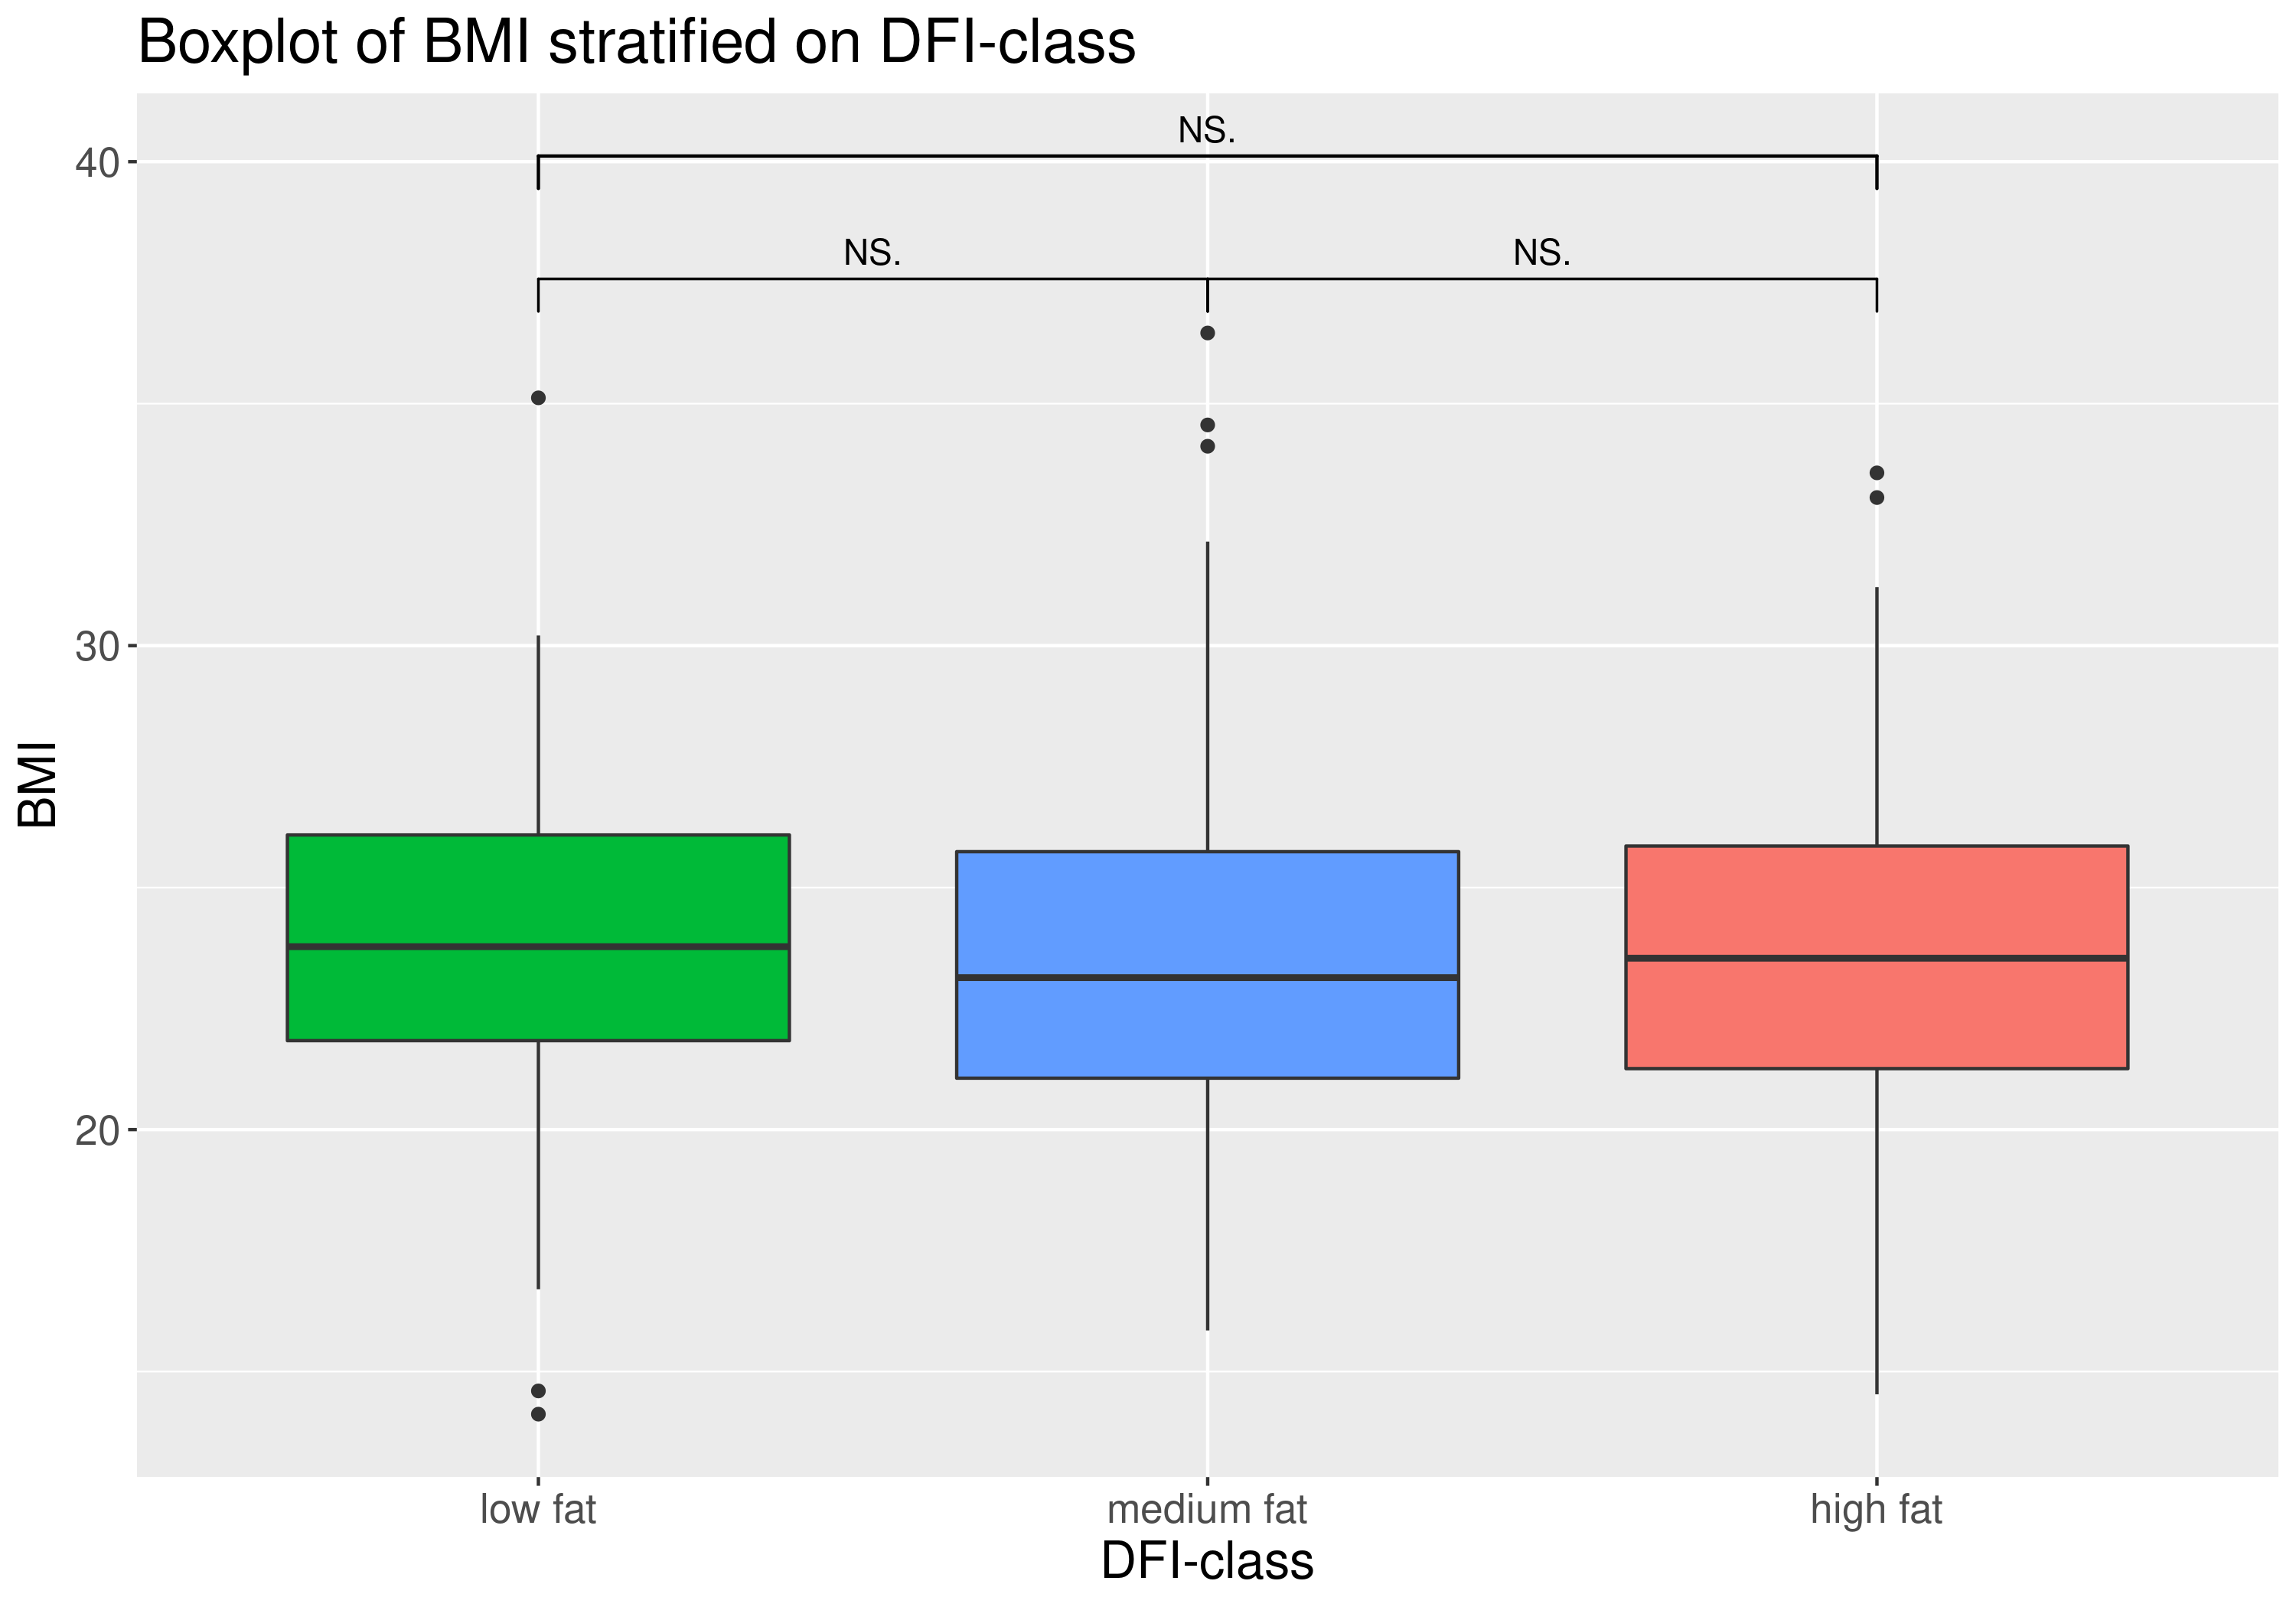 Boxplot of BMI stratified on DFI-class
NS.
40
NS. NS.
30
BMI
20
low fat medium fat high fat
DFI-class